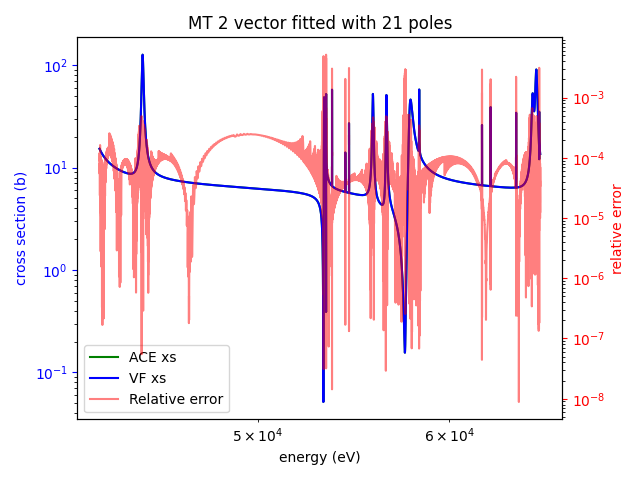 MT 2 vector fitted with 21 poles
10²
10¹
10⁰
10⁻¹
cross section (b)
10⁻³
10⁻⁴
10⁻⁵
10⁻⁶
10⁻⁷
10⁻⁸
relative error
ACE xs
VF xs
Relative error
5 × 10⁴
6 × 10⁴
energy (eV)